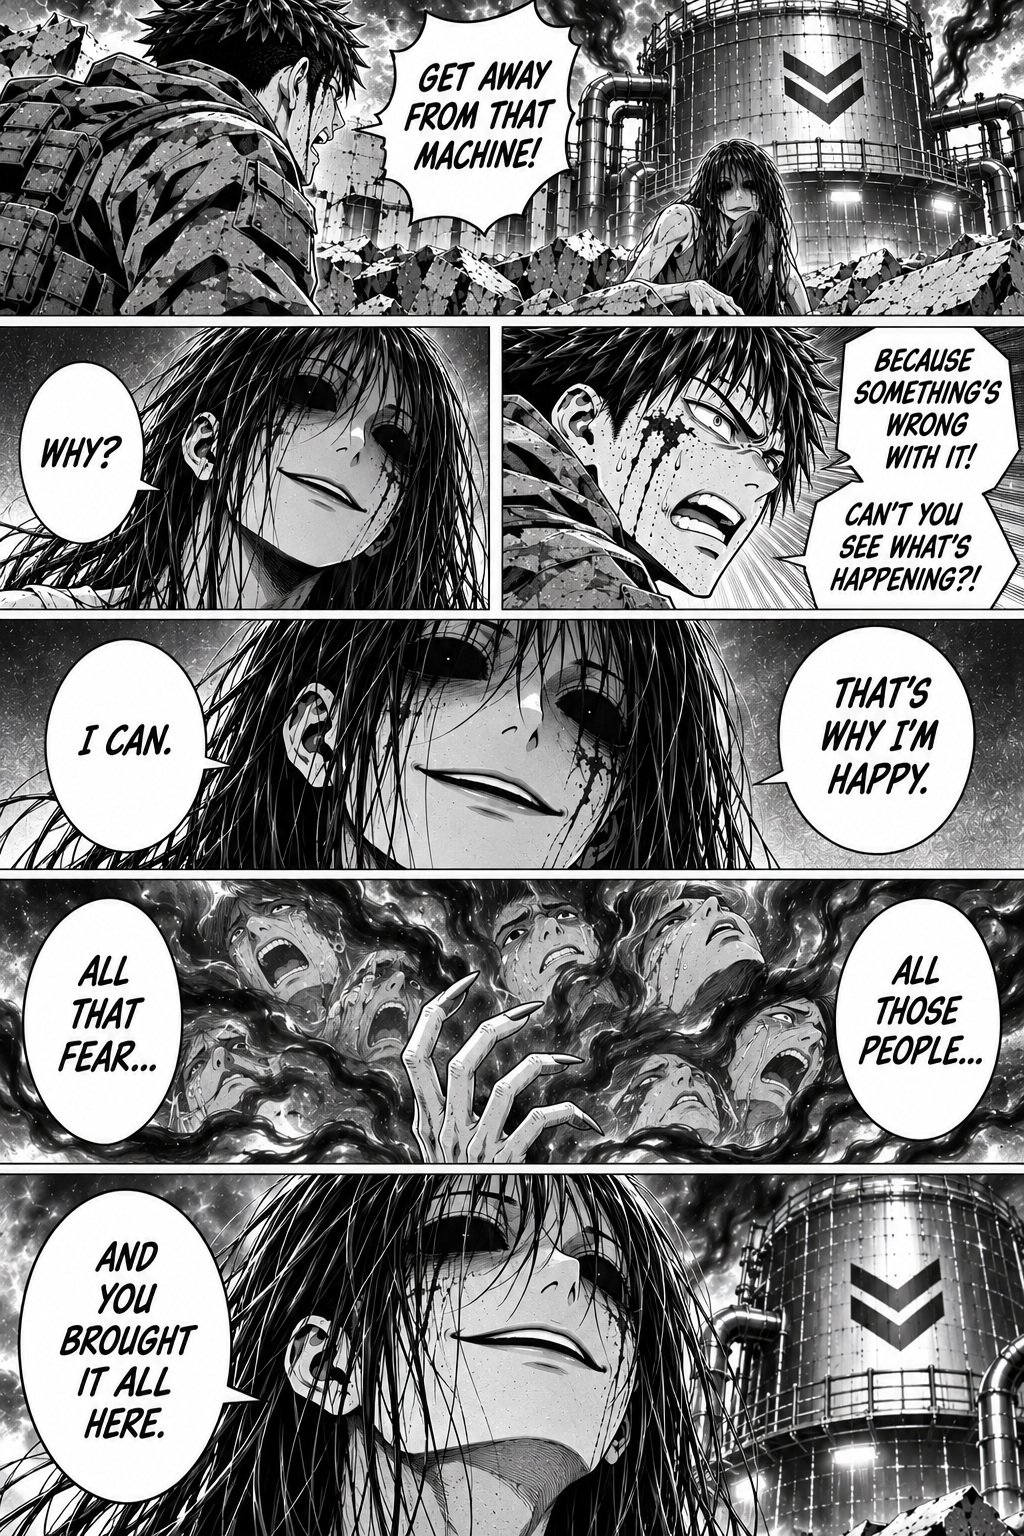 GET AWAY
FROM THAT
MACHINE!
WHY?
BECAUSE
SOMETHING'S
WRONG
WITH IT!
CAN'T YOU
SEE WHAT'S
HAPPENING?!
I CAN.
THAT'S
WHY I'M
HAPPY.
ALL
THAT
FEAR...
ALL
THOSE
PEOPLE...
AND
YOU
BROUGHT
IT ALL
HERE.